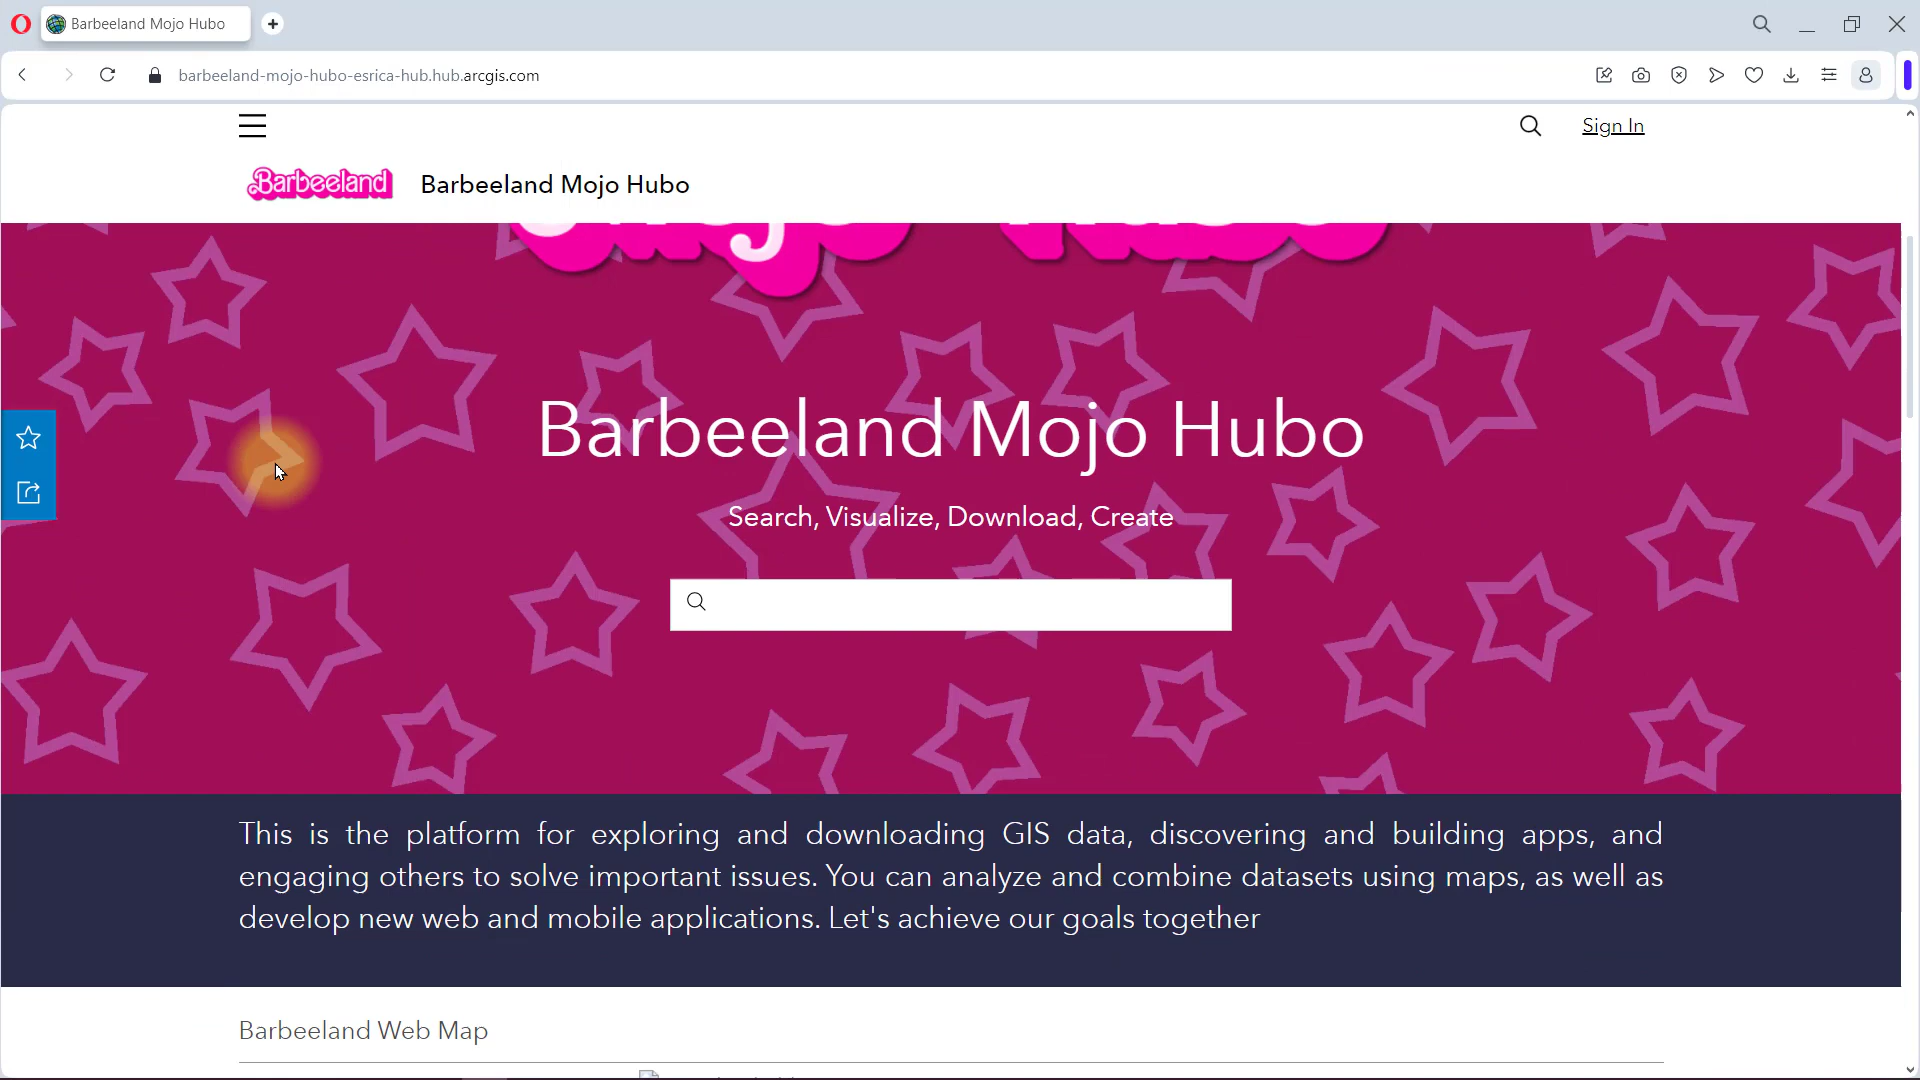 Barbeeland Mojo Hubo
barbeeland-mojo-hubo-esrica-hub.hub.arcgis.com
Sign In
Barbeeland
Barbeeland Mojo Hubo
Barbeeland Mojo Hubo
Search, Visualize, Download, Create
This is the platform for exploring and downloading GIS data, discovering and building apps, and
engaging others to solve important issues. You can analyze and combine datasets using maps, as well as
develop new web and mobile applications. Let's achieve our goals together
Barbeeland Web Map